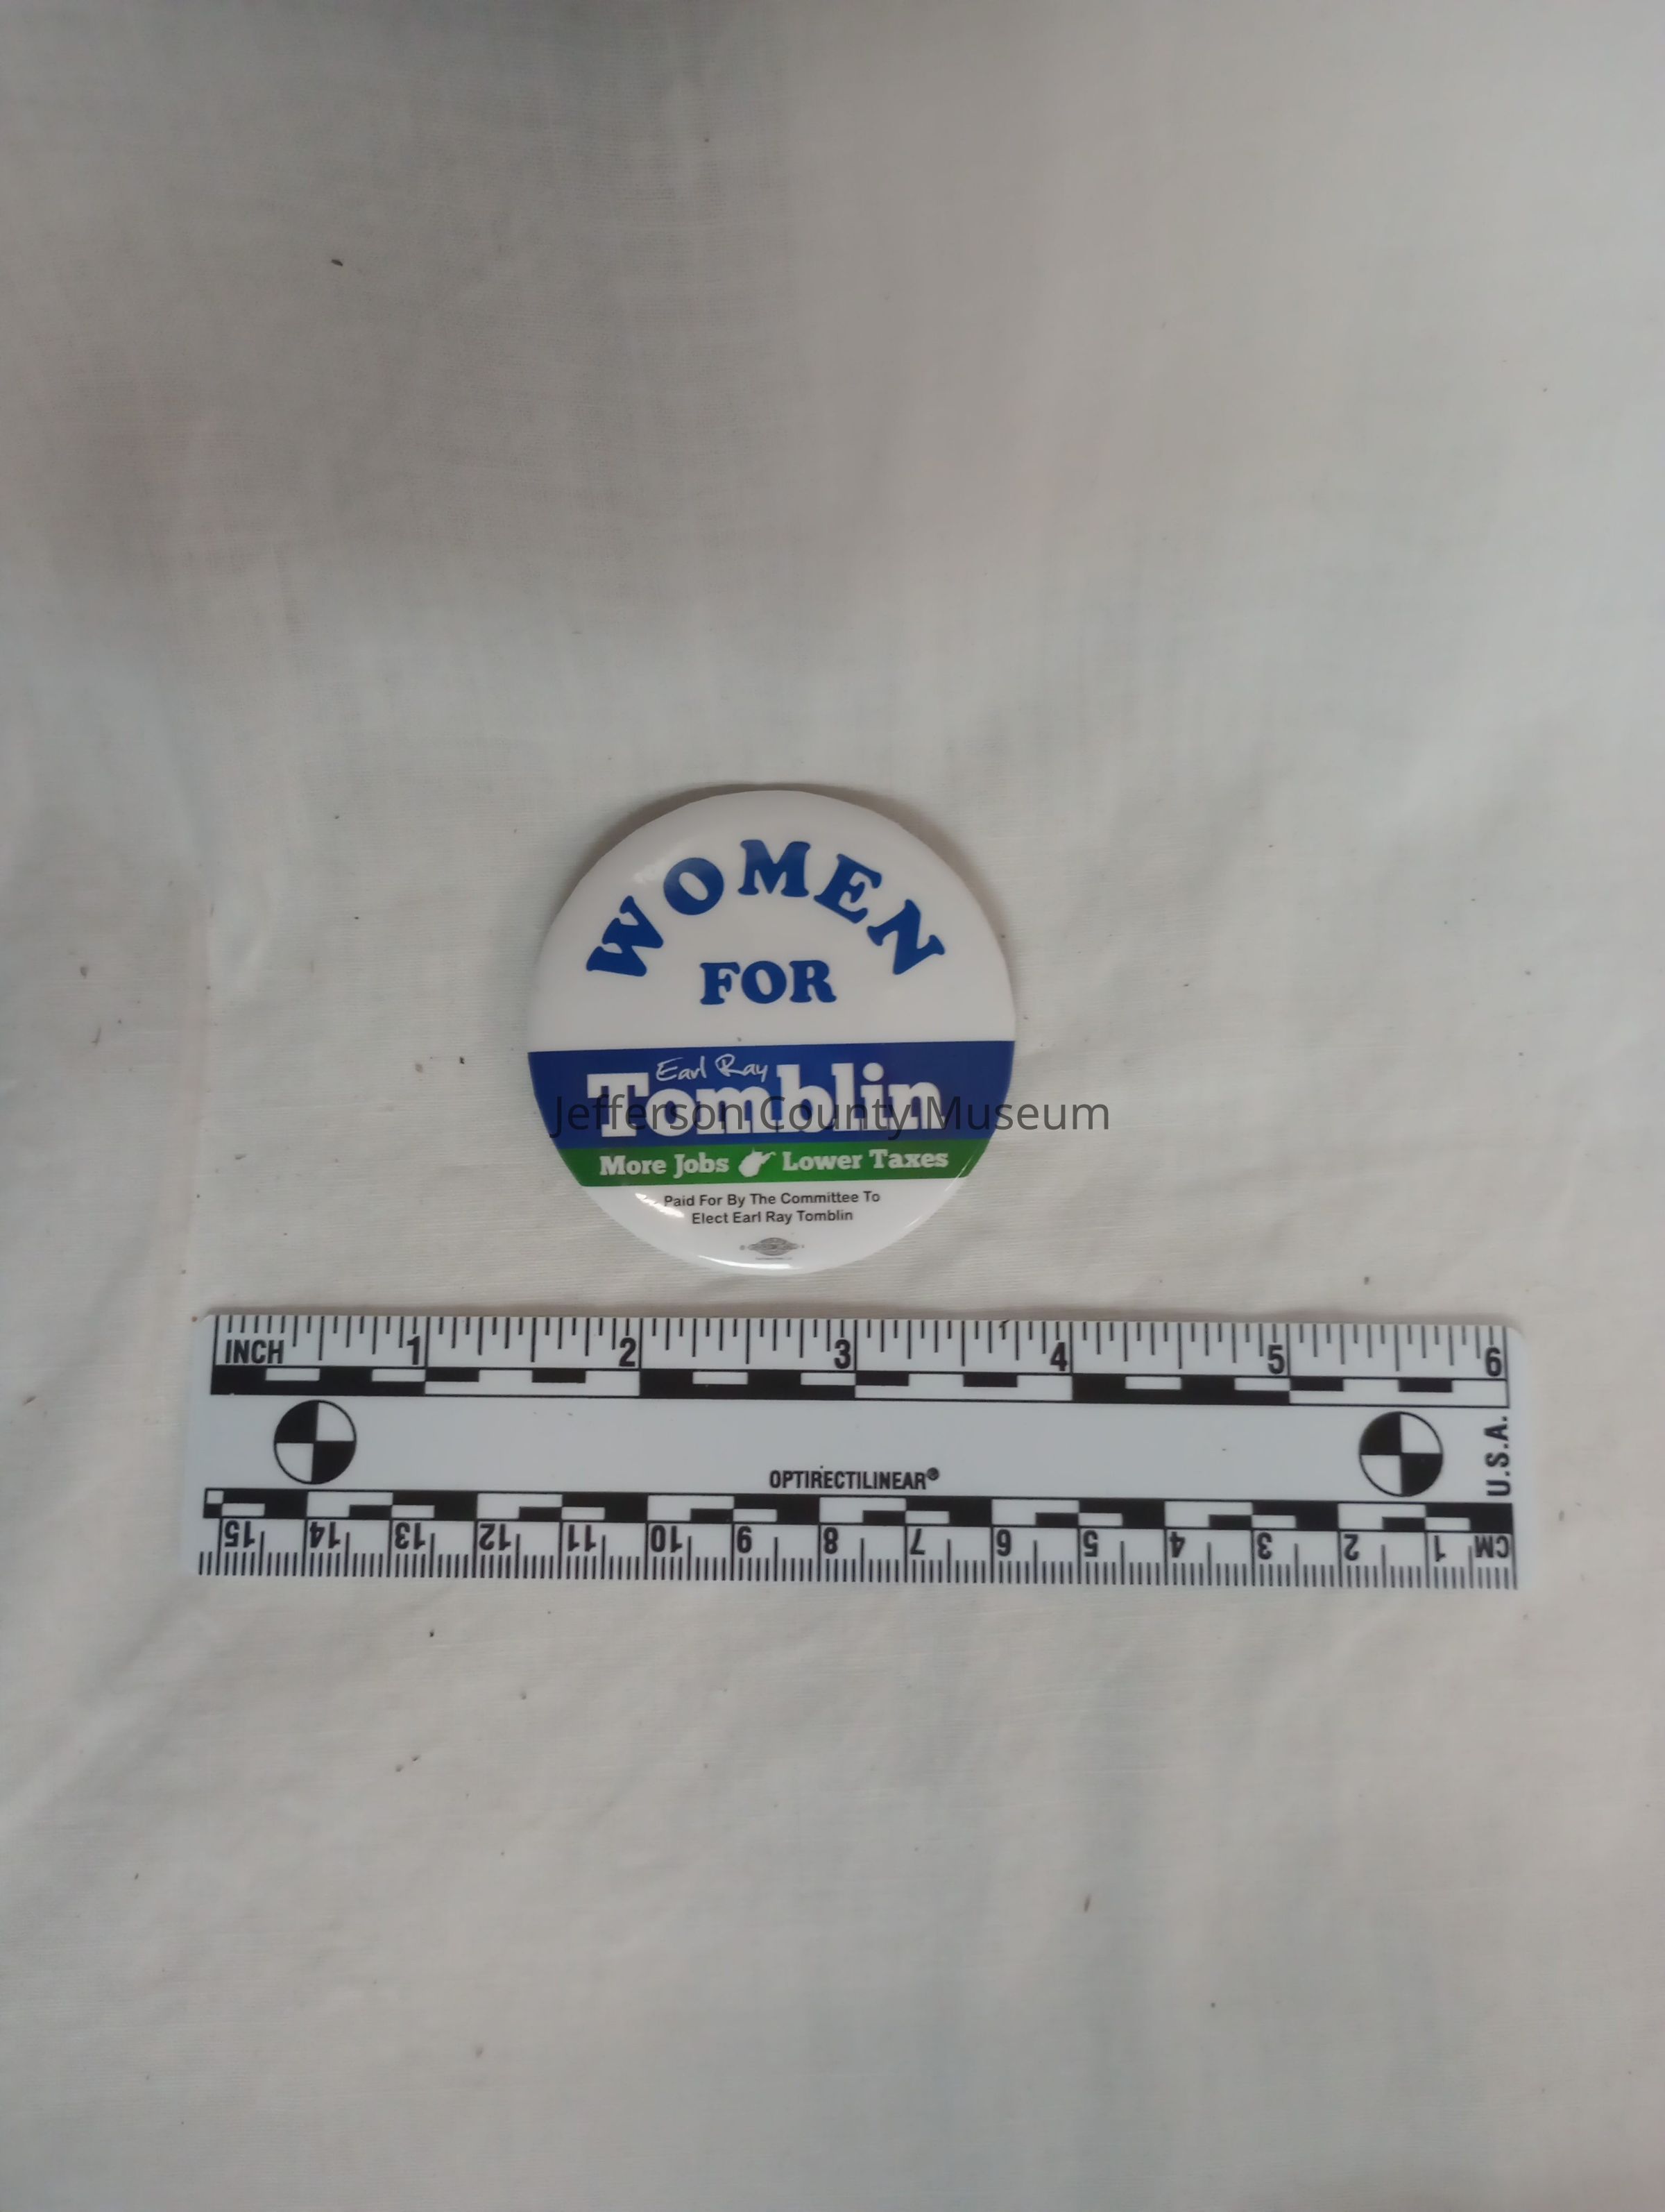 WOMEN
FOR
Earl Ray
Tomblin
Jefferson County Museum
More Jobs Lower Taxes
Paid For By The Committee To
Elect Earl Ray Tomblin
INCH 1 2 3 4 5 6
U.S.A.
OPTIRECTILINEAR®
15 14 13 12 11 10 9 8 7 6 5 4 3 2 1 CM